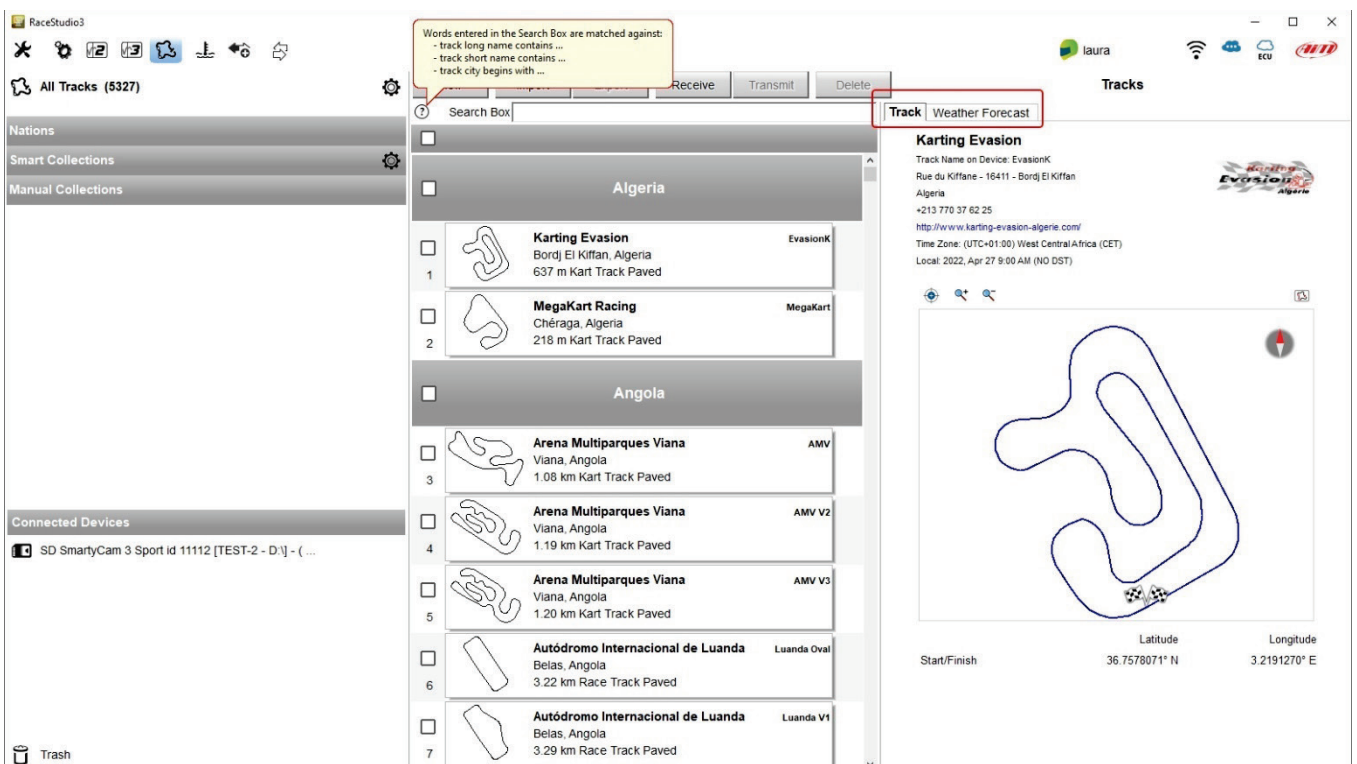 RaceStudio3
Words entered in the Search Box are matched against:
- track long name contains ...
- track short name contains ...
- track city begins with ...
laura
ECU
All Tracks (5327)
Receive
Transmit
Delete
Tracks
Search Box
Track
Weather Forecast
Nations
Smart Collections
Manual Collections
Connected Devices
SD SmartyCam 3 Sport id 11112 [TEST-2 - D:\] - ( ...
Trash
Algeria
Karting Evasion
EvasionK
Bordj El Kiffan, Algeria
637 m Kart Track Paved
1
MegaKart Racing
MegaKart
Chéraga, Algeria
218 m Kart Track Paved
2
Angola
Arena Multiparques Viana
AMV
Viana, Angola
1.08 km Kart Track Paved
3
Arena Multiparques Viana
AMV V2
Viana, Angola
1.19 km Kart Track Paved
4
Arena Multiparques Viana
AMV V3
Viana, Angola
1.20 km Kart Track Paved
5
Autódromo Internacional de Luanda
Luanda Oval
Belas, Angola
3.22 km Race Track Paved
6
Autódromo Internacional de Luanda
Luanda V1
Belas, Angola
3.29 km Race Track Paved
7
Karting Evasion
Track Name on Device: EvasionK
Rue du Kiffane - 16411 - Bordj El Kiffan
Algeria
+213 770 37 62 25
http://www.karting-evasion-algerie.com/
Time Zone: (UTC+01:00) West Central Africa (CET)
Local: 2022, Apr 27 9:00 AM (NO DST)
Karting
Evasion
Algérie
Latitude
Longitude
Start/Finish
36.7578071° N
3.2191270° E